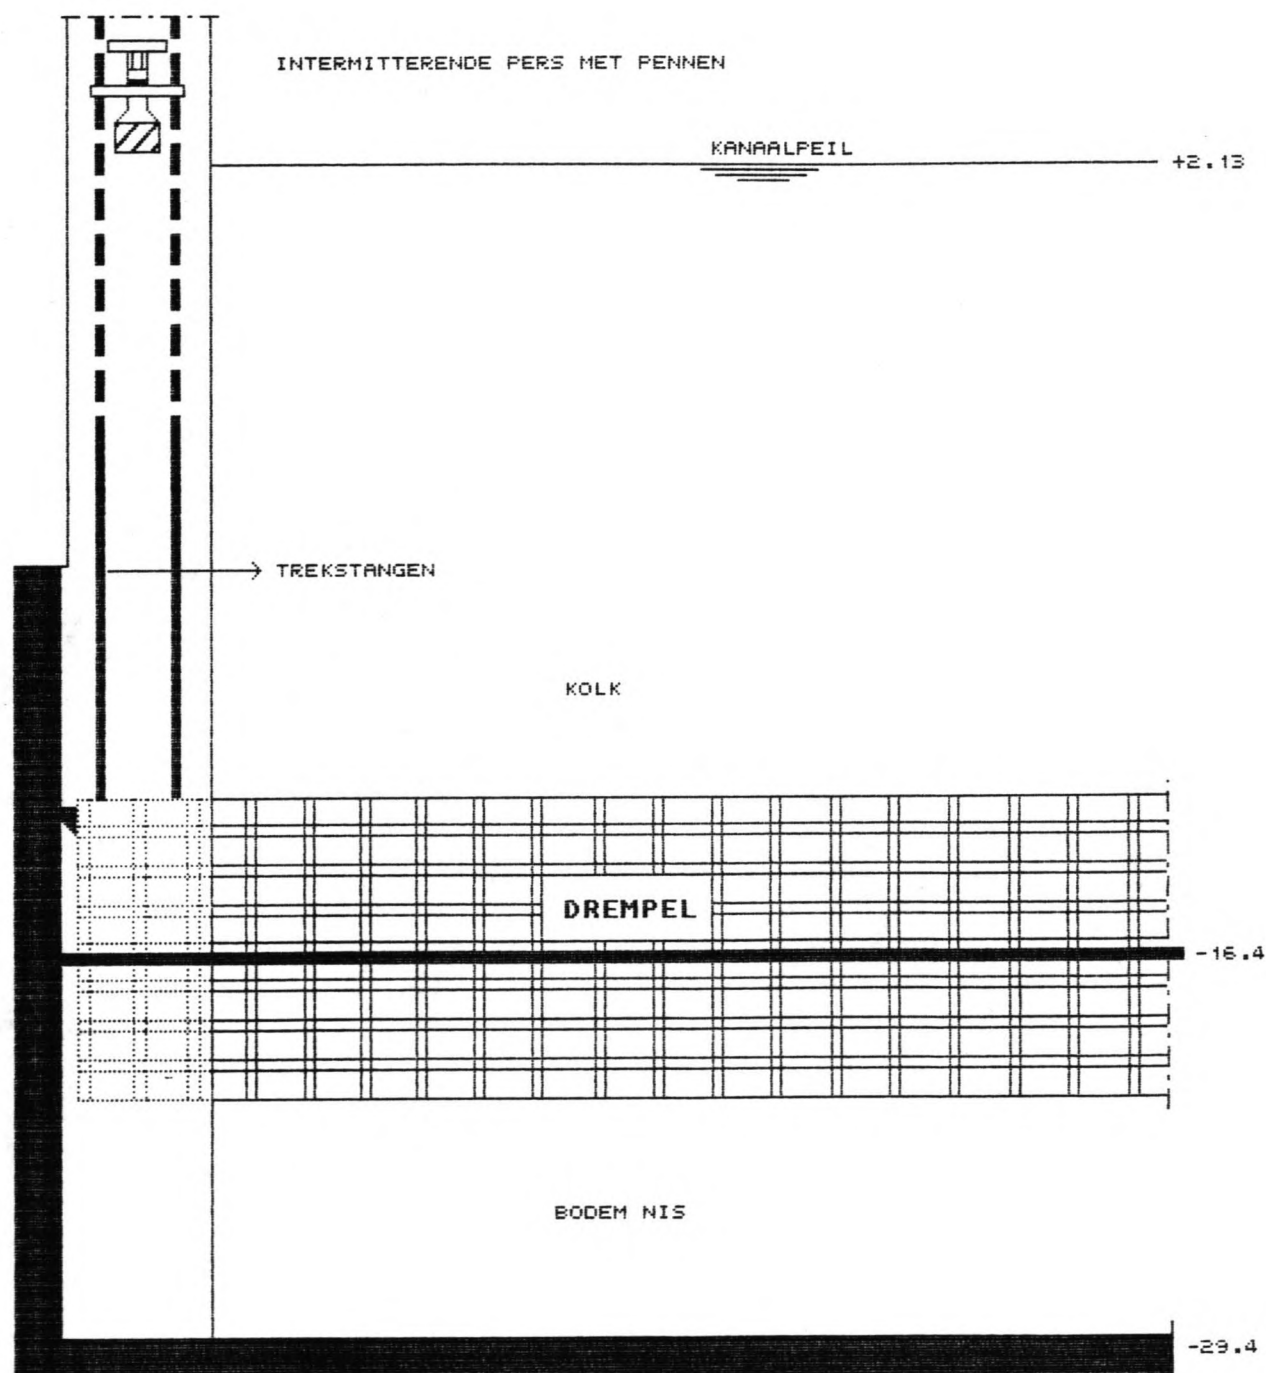 INTERMITTERENDE PERS MET PENNEN
KANAALPEIL
+2.13
TREKSTANGEN
KOLK
DREMPEL
-16.4
BODEM NIS
-29.4